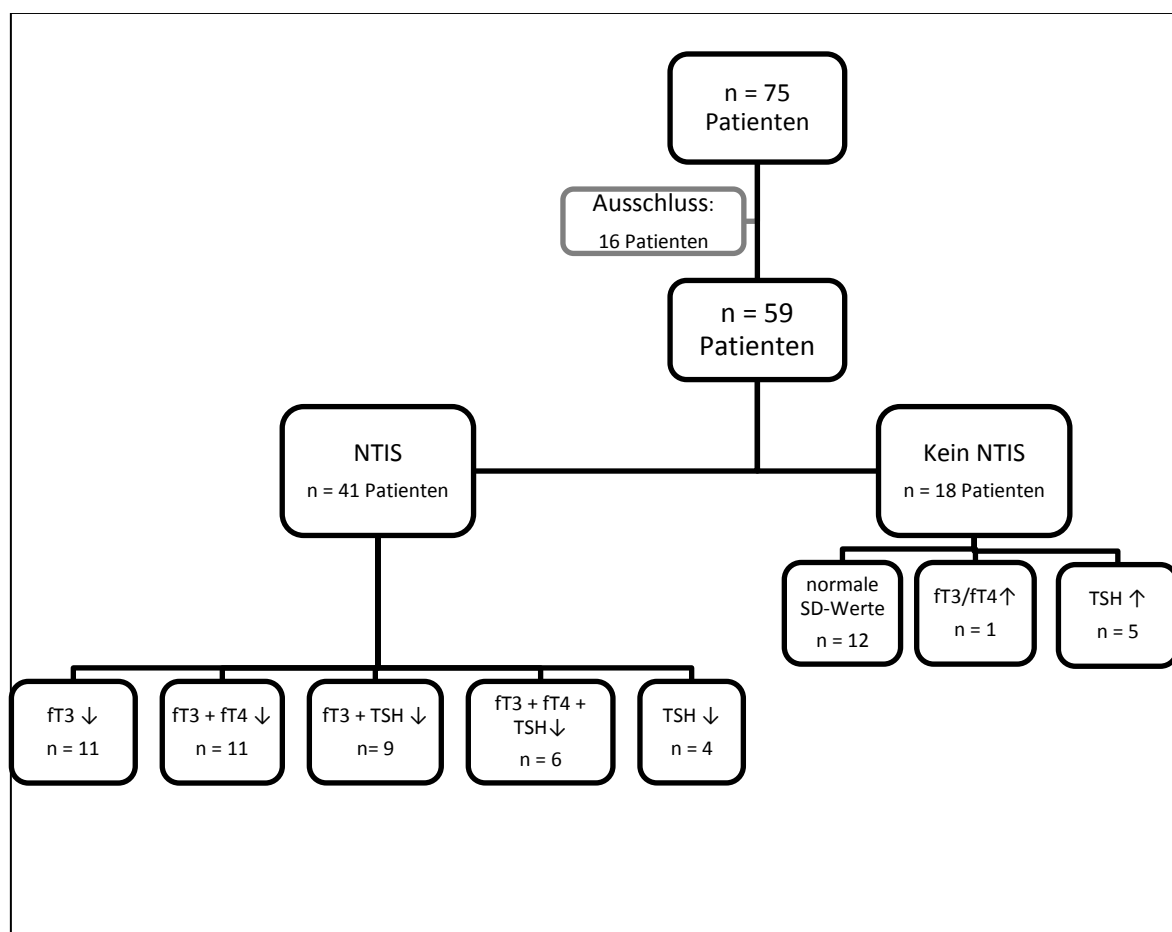 n = 75
Patienten
Ausschluss:
16 Patienten
n = 59
Patienten
NTIS
n = 41 Patienten
Kein NTIS
n = 18 Patienten
normale
SD-Werte
n = 12
fT3/fT4↑
n = 1
TSH ↑
n = 5
fT3 ↓
n = 11
fT3 + fT4 ↓
n = 11
fT3 + TSH ↓
n= 9
fT3 + fT4 +
TSH↓
n = 6
TSH ↓
n = 4